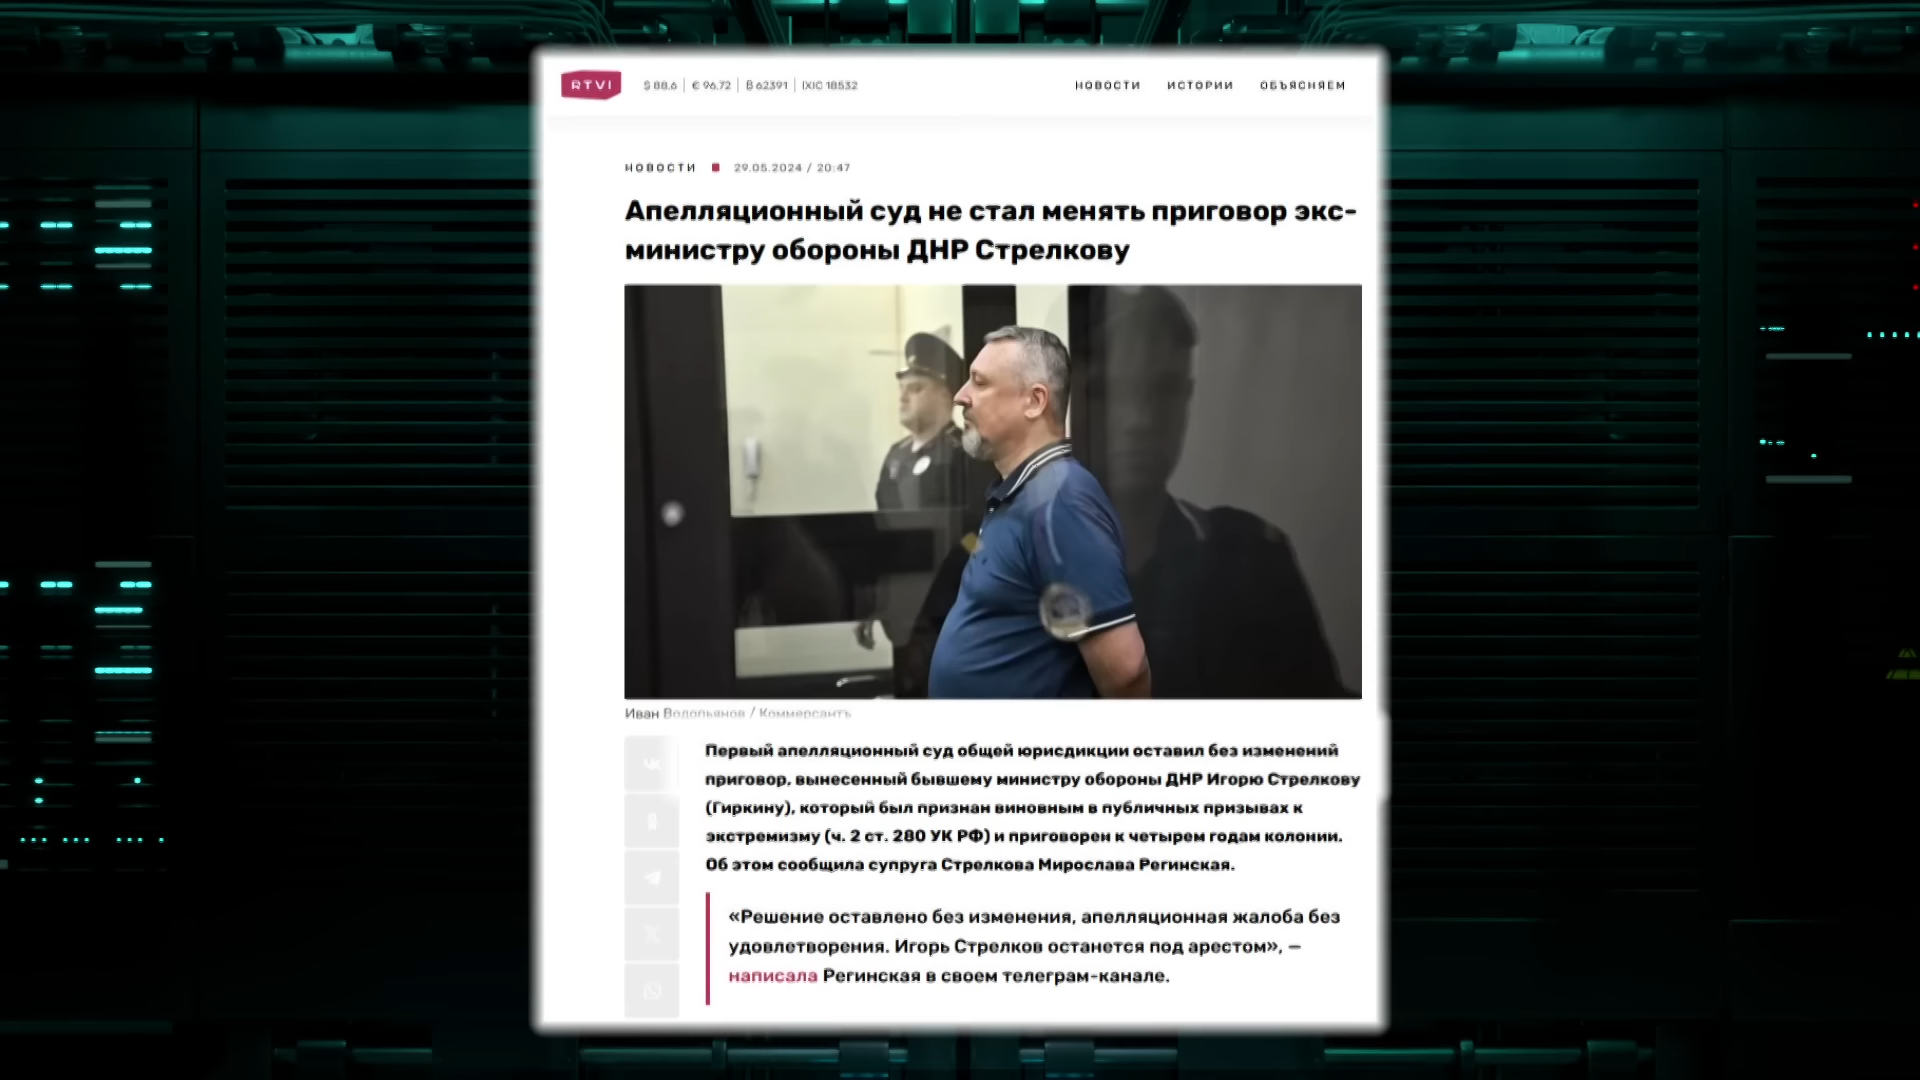 RTVI
$ 88.6 | € 96.72 | ₿ 62391 | IXIC 18532
НОВОСТИ ИСТОРИИ ОБЪЯСНЯЕМ
НОВОСТИ 29.05.2024 / 20:47
Апелляционный суд не стал менять приговор экс-
министру обороны ДНР Стрелкову
Иван Водопьянов / Коммерсантъ
Первый апелляционный суд общей юрисдикции оставил без изменений
приговор, вынесенный бывшему министру обороны ДНР Игорю Стрелкову
(Гиркину), который был признан виновным в публичных призывах к
экстремизму (ч. 2 ст. 280 УК РФ) и приговорен к четырем годам колонии.
Об этом сообщила супруга Стрелкова Мирослава Регинская.
«Решение оставлено без изменения, апелляционная жалоба без
удовлетворения. Игорь Стрелков останется под арестом», —
написала Регинская в своем телеграм-канале.